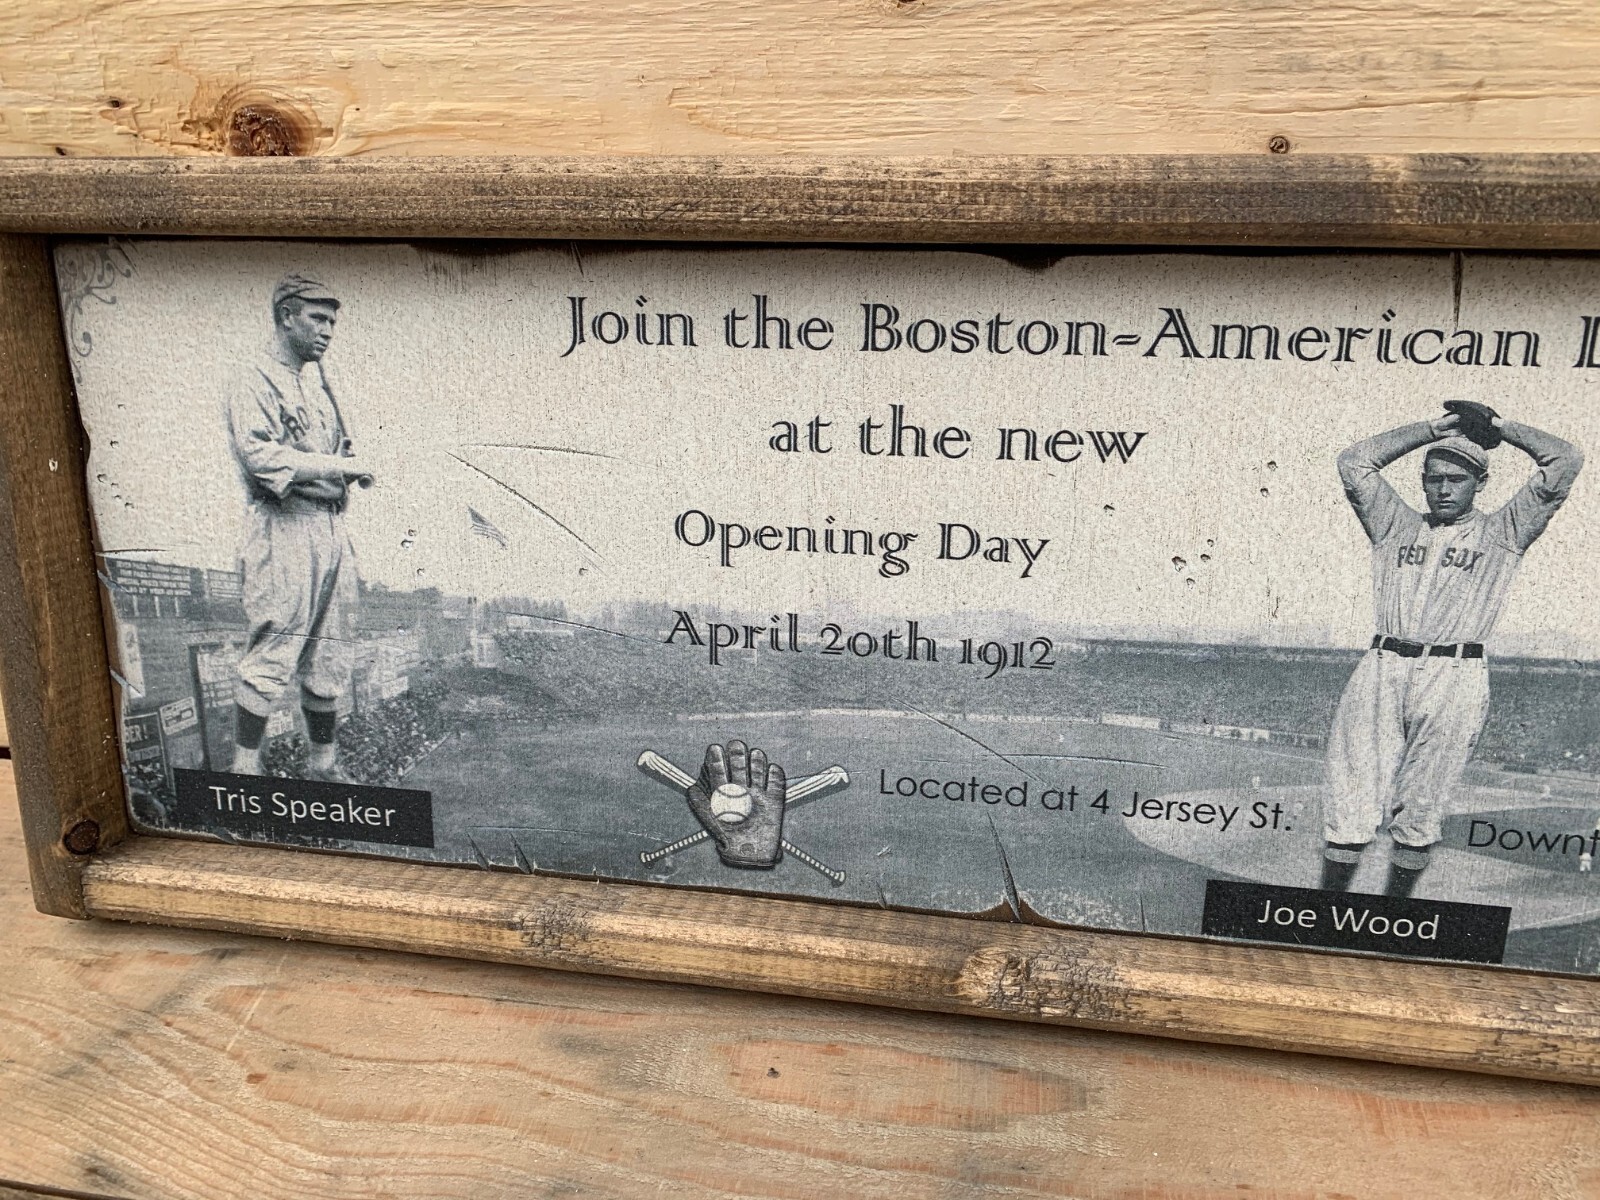 Join the Boston-American
at the new
Opening Day
April 20th 1912
RED SOX
Located at 4 Jersey St.
Tris Speaker
Joe Wood